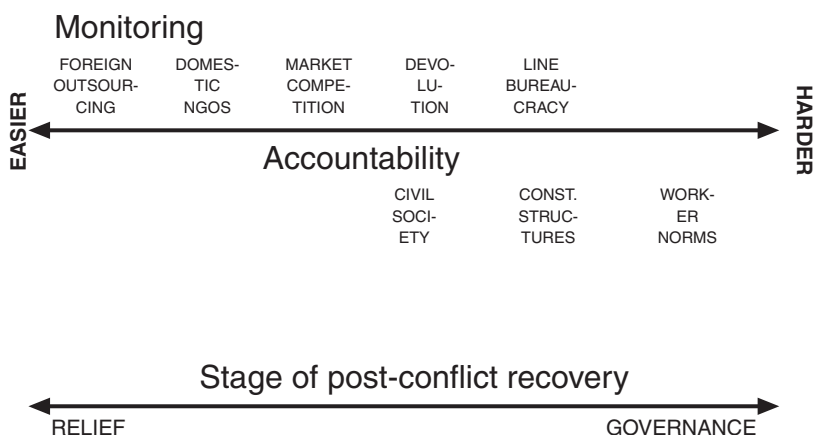 Monitoring
FOREIGN DOMES- MARKET DEVO- LINE
OUTSOUR- TIC COMPE- LU- BUREAU-
CING NGOS TITION TION CRACY
EASIER
HARDER
Accountability
CIVIL CONST. WORK-
SOCI- STRUC- ER
ETY TURES NORMS
Stage of post-conflict recovery
RELIEF GOVERNANCE